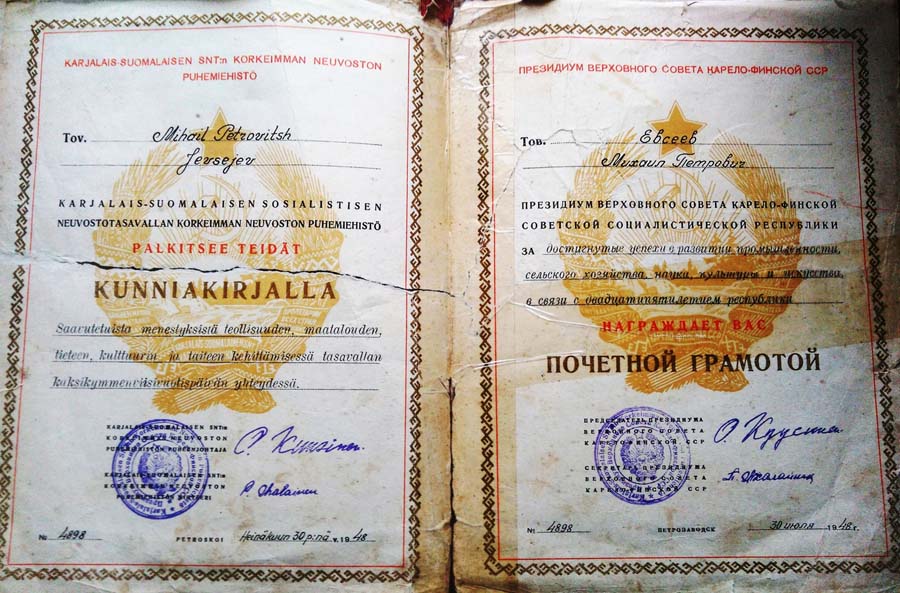 KARJALAIS-SUOMALAISEN SNT:n KORKEIMMAN NEUVOSTON
PUHEMIEHISTÖ
Tov. Mihail Petrovitsh
Jevsejev
KARJALAIS-SUOMALAISEN SOSIALISTISEN
NEUVOSTOTASAVALLAN KORKEIMMAN NEUVOSTON PUHEMIEHISTÖ
PALKITSEE TEIDÄT
KUNNIAKIRJALLA
Saavutetuista menestyksistä teollisuuden, maatalouden,
tieteen, kulttuurin ja taiteen kehittämisessä tasavallan
kaksikymmenviisivuotispäivän yhteydessä.
KARJALAIS-SUOMALAISEN SNT:n
KORKEIMMAN NEUVOSTON
PUHEMIEHISTÖN PUHEENJOHTAJA
O. Kuusinen
KARJALAIS-SUOMALAISEN SNT:n
KORKEIMMAN NEUVOSTON
PUHEMIEHISTÖN SIHTEERI
№ 4898 PETROSKOI Heinäkuun 30 p:nä v. 1948
ПРЕЗИДИУМ ВЕРХОВНОГО СОВЕТА КАРЕЛО-ФИНСКОЙ ССР
Тов. Евсеев
Михаил Петрович
ПРЕЗИДИУМ ВЕРХОВНОГО СОВЕТА КАРЕЛО-ФИНСКОЙ
СОВЕТСКОЙ СОЦИАЛИСТИЧЕСКОЙ РЕСПУБЛИКИ
ЗА достигнутые успехи в развитии промышленности,
сельского хозяйства, науки, культуры и искусства,
в связи с двадцатипятилетием республики
НАГРАЖДАЕТ ВАС
ПОЧЕТНОЙ ГРАМОТОЙ
ПРЕДСЕДАТЕЛЬ ПРЕЗИДИУМА
ВЕРХОВНОГО СОВЕТА
КАРЕЛО-ФИНСКОЙ ССР
О. Куусинен
СЕКРЕТАРЬ ПРЕЗИДИУМА
ВЕРХОВНОГО СОВЕТА
КАРЕЛО-ФИНСКОЙ ССР
№ 4898 ПЕТРОЗАВОДСК 30 июля 1948 г.